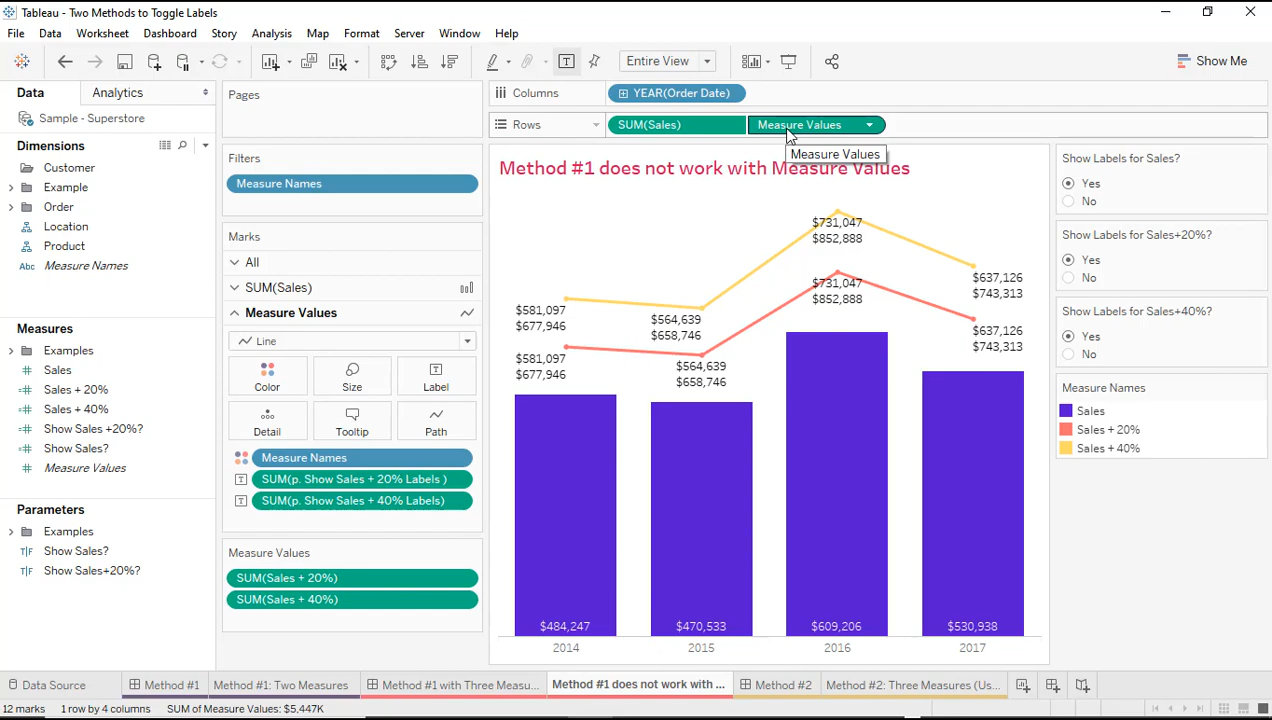 Tableau - Two Methods to Toggle Labels
File Data Worksheet Dashboard Story Analysis Map Format Server Window Help
Entire View
Show Me
Data Analytics
Sample - Superstore
Dimensions
Customer
Example
Order
Location
Product
Abc Measure Names
Measures
Examples
Sales
Sales + 20%
Sales + 40%
Show Sales +20%?
Show Sales?
Measure Values
Parameters
Examples
T|F Show Sales?
T|F Show Sales+20%?
Pages
Filters
Measure Names
Marks
All
SUM(Sales)
Measure Values
Line
Color Size Label
Detail Tooltip Path
Measure Names
SUM(p. Show Sales + 20% Labels )
SUM(p. Show Sales + 40% Labels)
Measure Values
SUM(Sales + 20%)
SUM(Sales + 40%)
Columns YEAR(Order Date)
Rows SUM(Sales) Measure Values
Measure Values
Method #1 does not work with Measure Values
$731,047
$852,888
$731,047
$852,888
$637,126
$743,313
$581,097
$677,946
$564,639
$658,746
$637,126
$743,313
$581,097
$677,946
$564,639
$658,746
$484,247 $470,533 $609,206 $530,938
2014 2015 2016 2017
Show Labels for Sales?
Yes
No
Show Labels for Sales+20%?
Yes
No
Show Labels for Sales+40%?
Yes
No
Measure Names
Sales
Sales + 20%
Sales + 40%
Data Source Method #1 Method #1: Two Measures Method #1 with Three Measu... Method #1 does not work with ... Method #2 Method #2: Three Measures (Us...
12 marks 1 row by 4 columns SUM of Measure Values: $5,447K